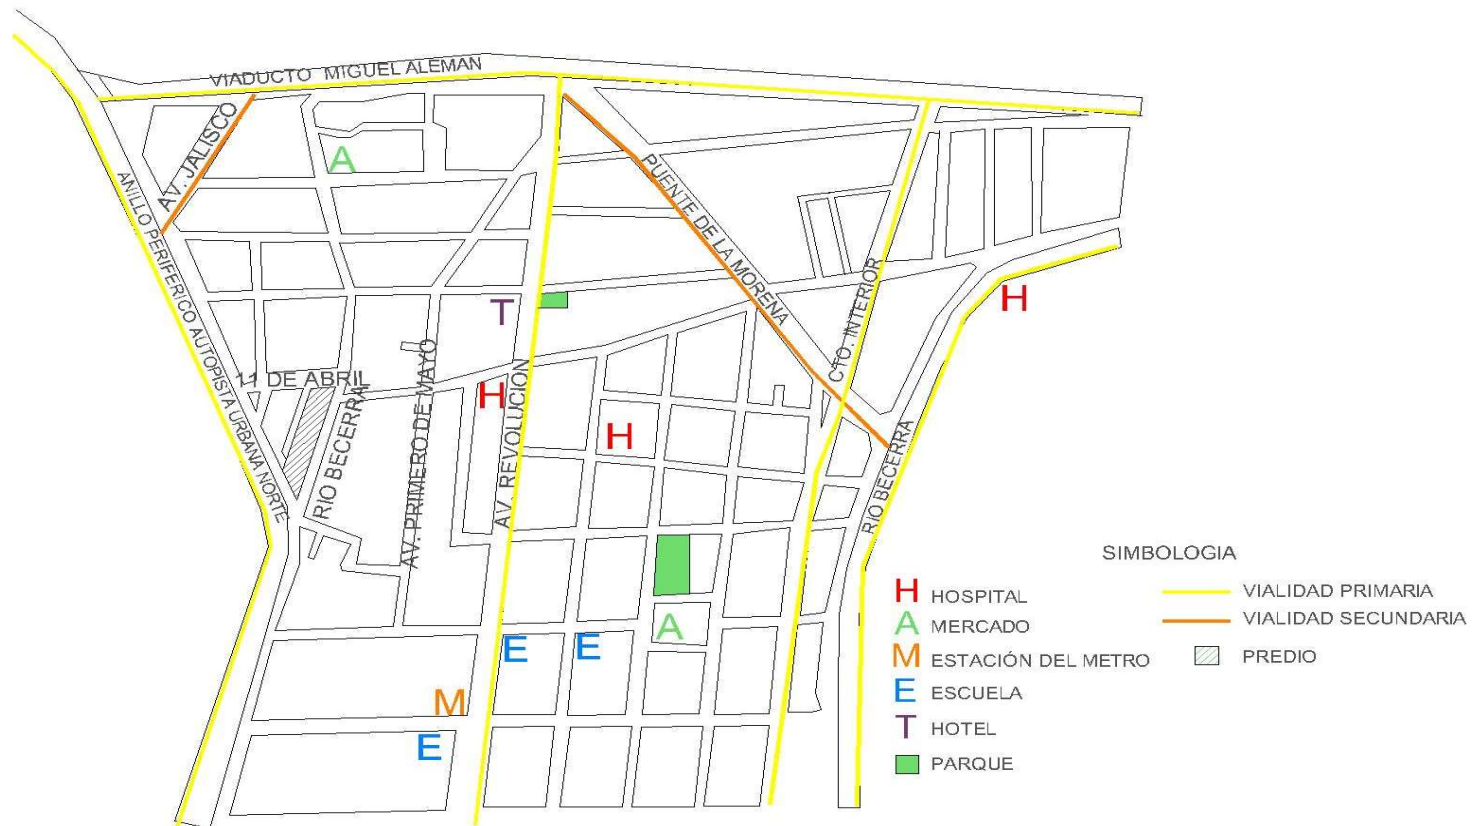 VIADUCTO MIGUEL ALEMAN
AV. JALISCO
A
ANILLO PERIFERICO AUTOPISTA URBANA NORTE
PUENTE DE LA MORENA
CTO. INTERIOR
H
T
11 DE ABRIL
RIO BECERRA
AV. PRIMERO DE MAYO
AV. REVOLUCION
H
H
RIO BECERRA
A
E
E
M
E
SIMBOLOGIA
H HOSPITAL
A MERCADO
M ESTACIÓN DEL METRO
E ESCUELA
T HOTEL
PARQUE
VIALIDAD PRIMARIA
VIALIDAD SECUNDARIA
PREDIO